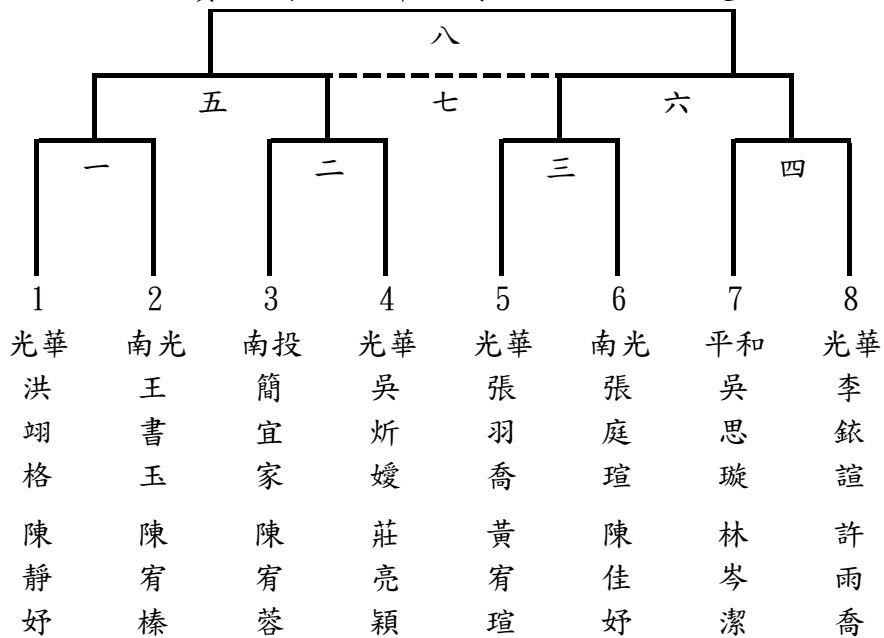 八
五 七 六
一 二 三 四
1 2 3 4 5 6 7 8
光華 南光 南投 光華 光華 南光 平和 光華
洪 王 簡 吳 張 張 吳 李
翊 書 宜 炘 羽 庭 思 銥
格 玉 家 嬡 喬 瑄 璇 諠
陳 陳 陳 莊 黃 陳 林 許
靜 宥 宥 亮 宥 佳 岑 雨
妤 榛 蓉 穎 瑄 妤 潔 喬